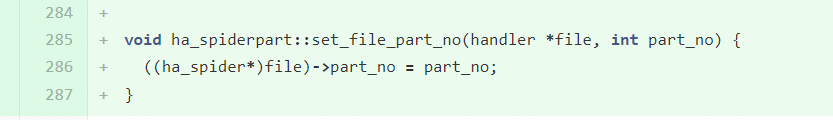 284 +
285 + void ha_spiderpart::set_file_part_no(handler *file, int part_no) {
286 +   ((ha_spider*)file)->part_no = part_no;
287 + }